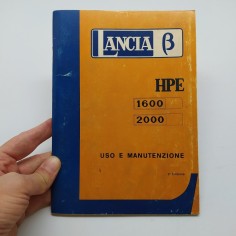 LANCIA β
HPE
1600
2000
USO E MANUTENZIONE